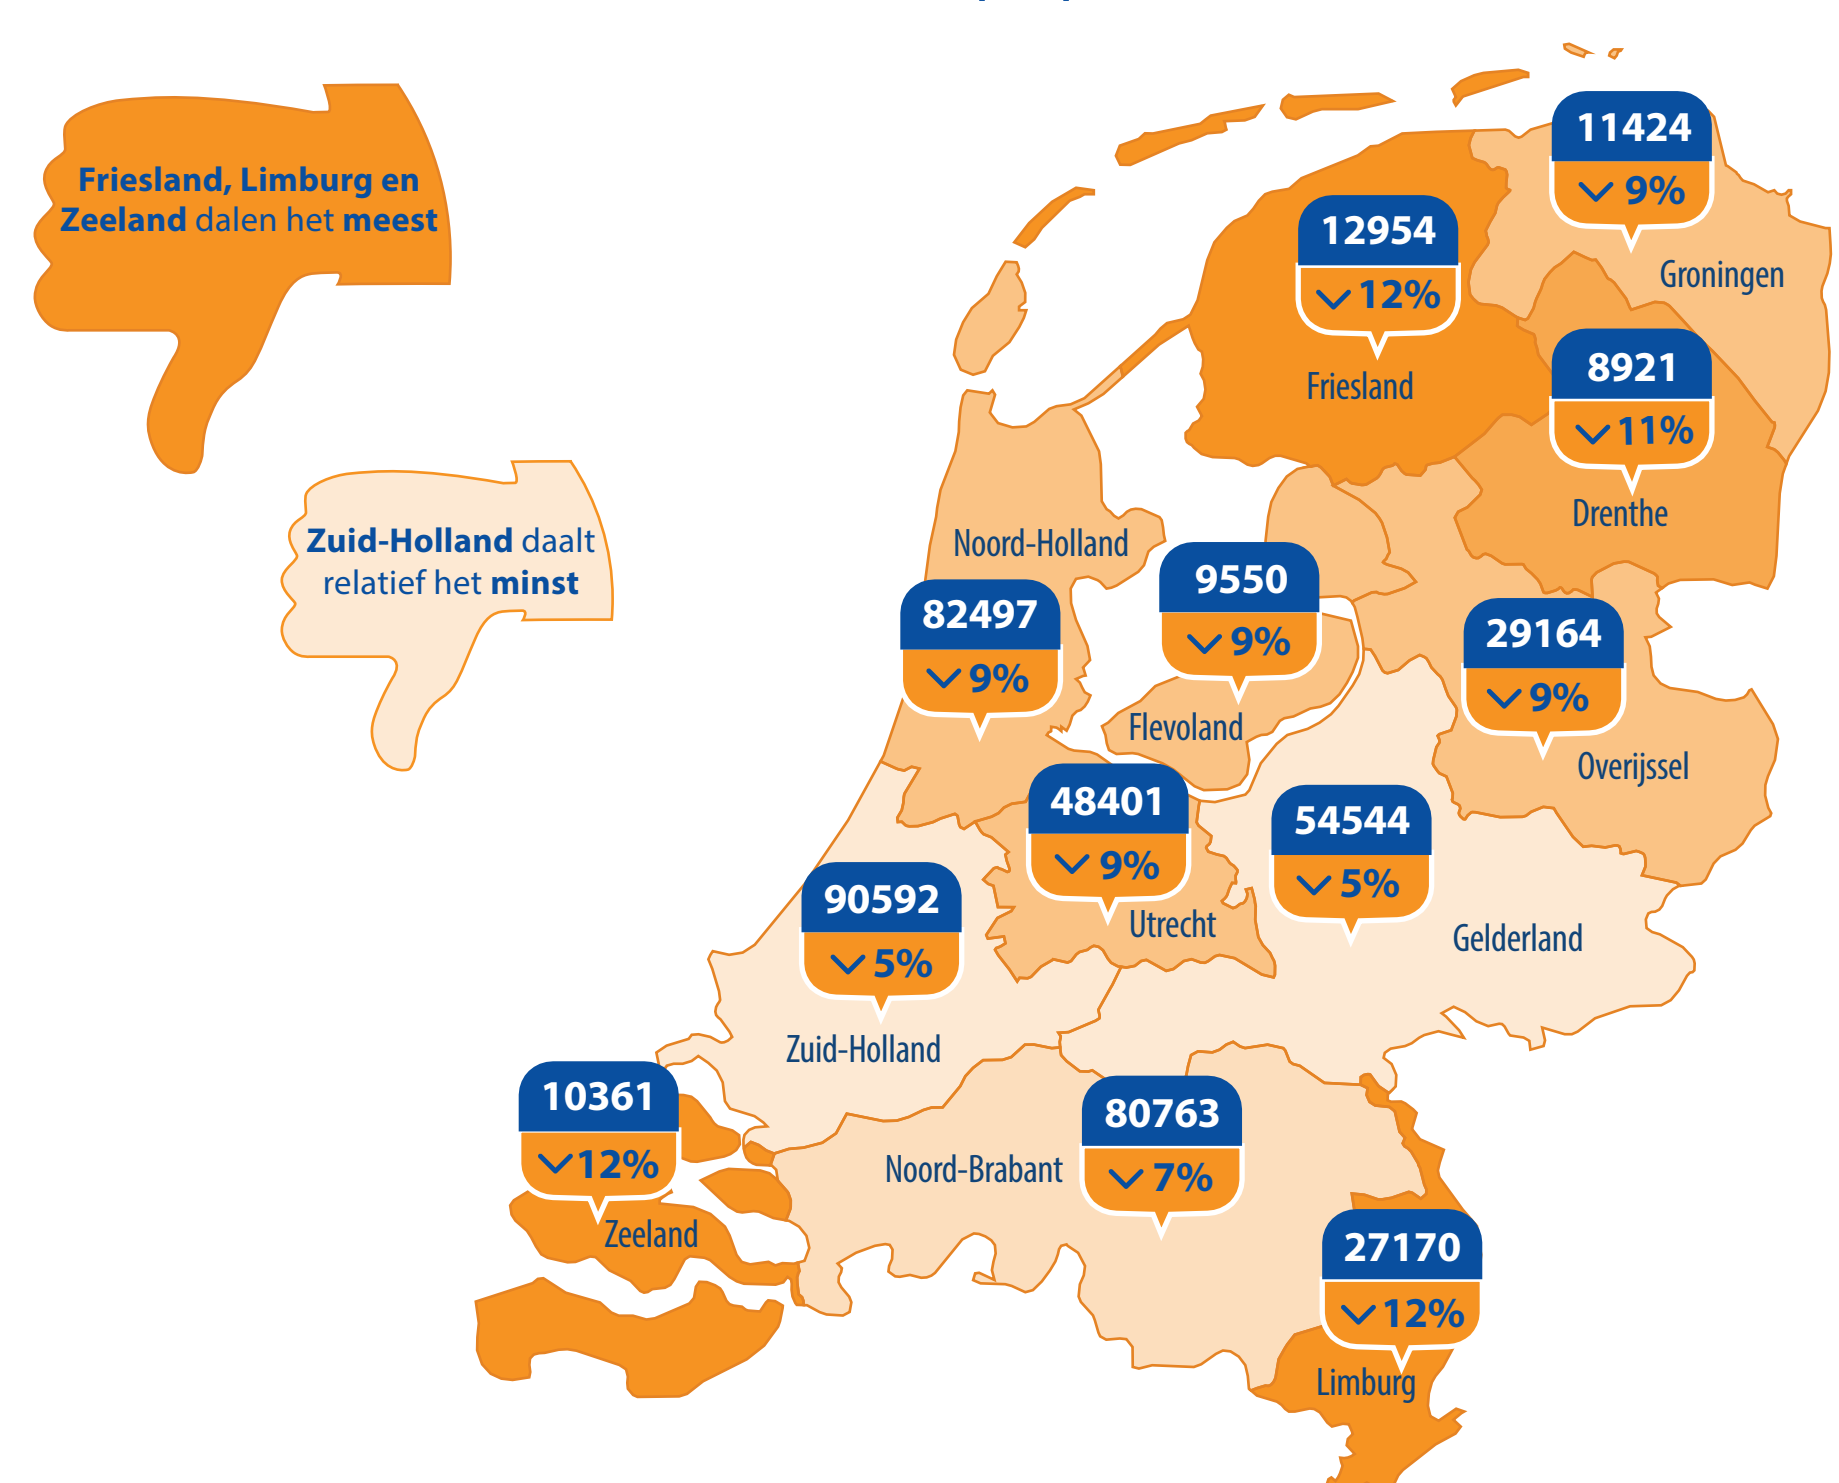 Friesland, Limburg en
Zeeland dalen het meest
Zuid-Holland daalt
relatief het minst
11424
9%
Groningen
12954
12%
Friesland
8921
11%
Drenthe
Noord-Holland
82497
9%
9550
9%
Flevoland
29164
9%
Overijssel
48401
9%
Utrecht
54544
5%
Gelderland
90592
5%
Zuid-Holland
10361
12%
Zeeland
Noord-Brabant
80763
7%
27170
12%
Limburg